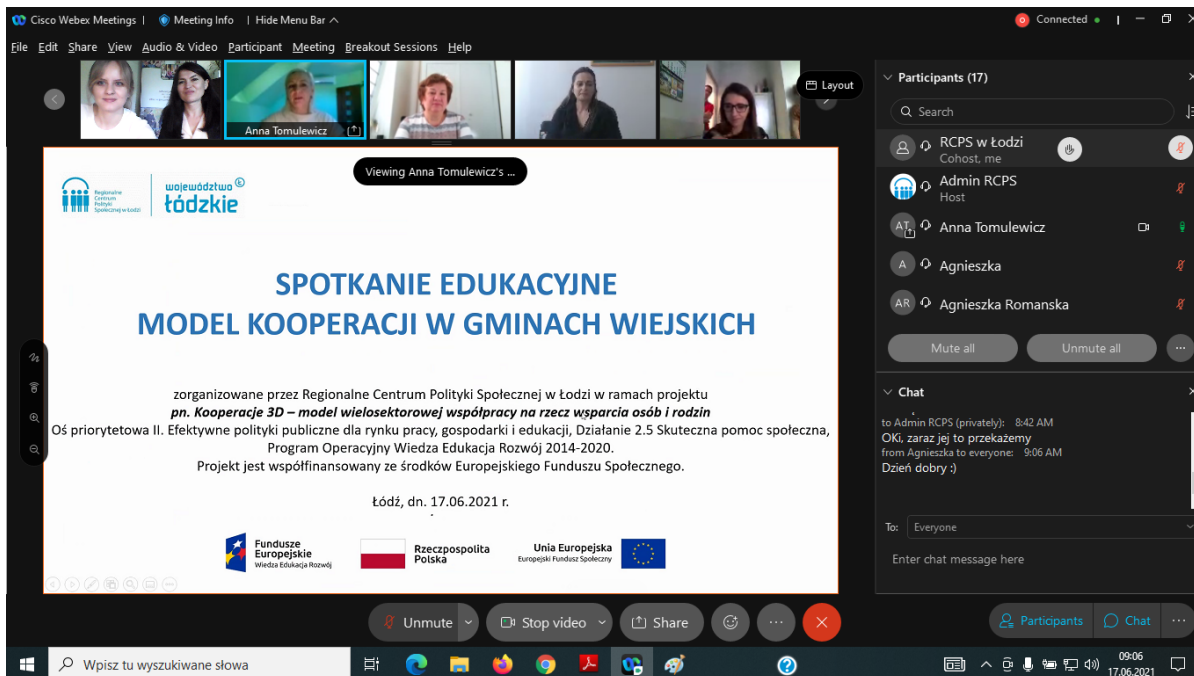 Cisco Webex Meetings | Meeting Info | Hide Menu Bar
Connected
File Edit Share View Audio & Video Participant Meeting Breakout Sessions Help
Anna Tomulewicz
Layout
Viewing Anna Tomulewicz's ...
Regionalne
Centrum
Polityki
Społecznej w Łodzi
województwo
łódzkie
SPOTKANIE EDUKACYJNE
MODEL KOOPERACJI W GMINACH WIEJSKICH
zorganizowane przez Regionalne Centrum Polityki Społecznej w Łodzi w ramach projektu
pn. Kooperacje 3D – model wielosektorowej współpracy na rzecz wsparcia osób i rodzin
Oś priorytetowa II. Efektywne polityki publiczne dla rynku pracy, gospodarki i edukacji, Działanie 2.5 Skuteczna pomoc społeczna,
Program Operacyjny Wiedza Edukacja Rozwój 2014-2020.
Projekt jest współfinansowany ze środków Europejskiego Funduszu Społecznego.
Łódź, dn. 17.06.2021 r.
Fundusze
Europejskie
Wiedza Edukacja Rozwój
Rzeczpospolita
Polska
Unia Europejska
Europejski Fundusz Społeczny
Participants (17)
Search
RCPS w Łodzi
Cohost, me
Admin RCPS
Host
AT Anna Tomulewicz
A Agnieszka
AR Agnieszka Romanska
Mute all Unmute all
Chat
to Admin RCPS (privately): 8:42 AM
OKi, zaraz jej to przekażemy
from Agnieszka to everyone: 9:06 AM
Dzień dobry :)
To: Everyone
Enter chat message here
Unmute Stop video Share
Participants Chat
Wpisz tu wyszukiwane słowa
09:06
17.06.2021